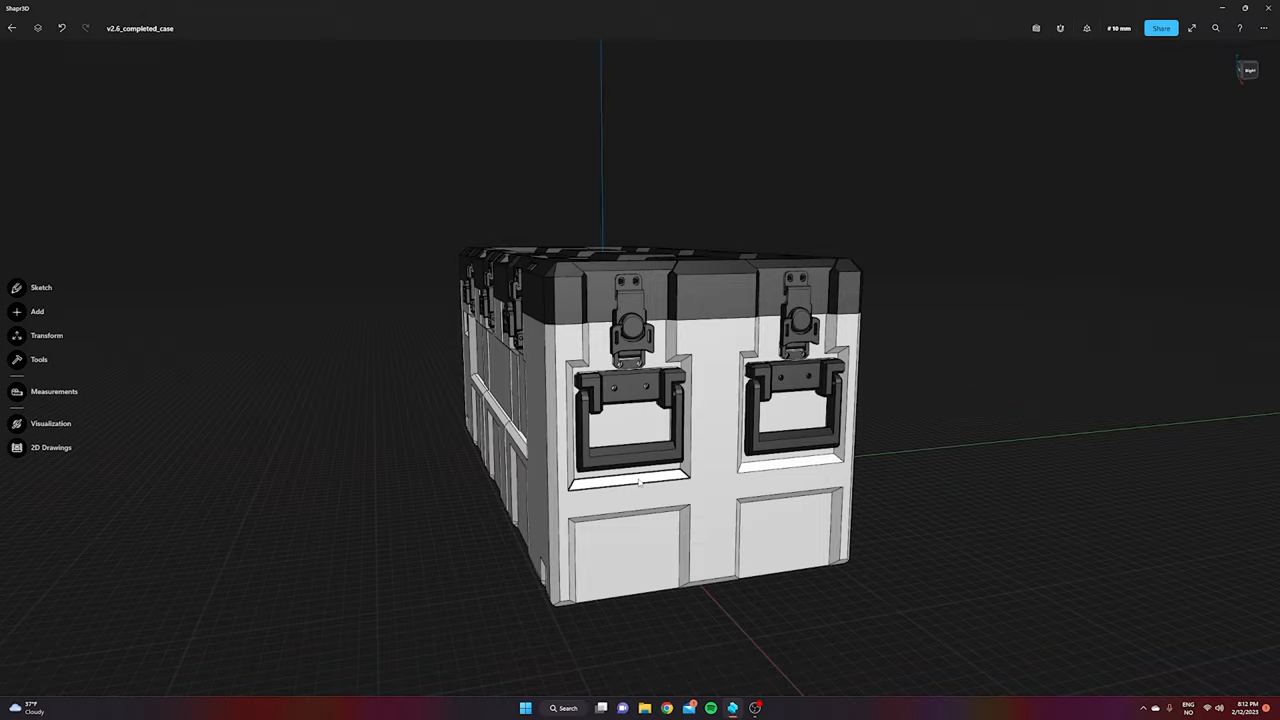 Shapr3D
v2.6_completed_case
# 10 mm
Share
?
Right
Sketch
Add
Transform
Tools
Measurements
Visualization
2D Drawings
37°F
Cloudy
Search
ENG
NO
8:12 PM
2/12/2023